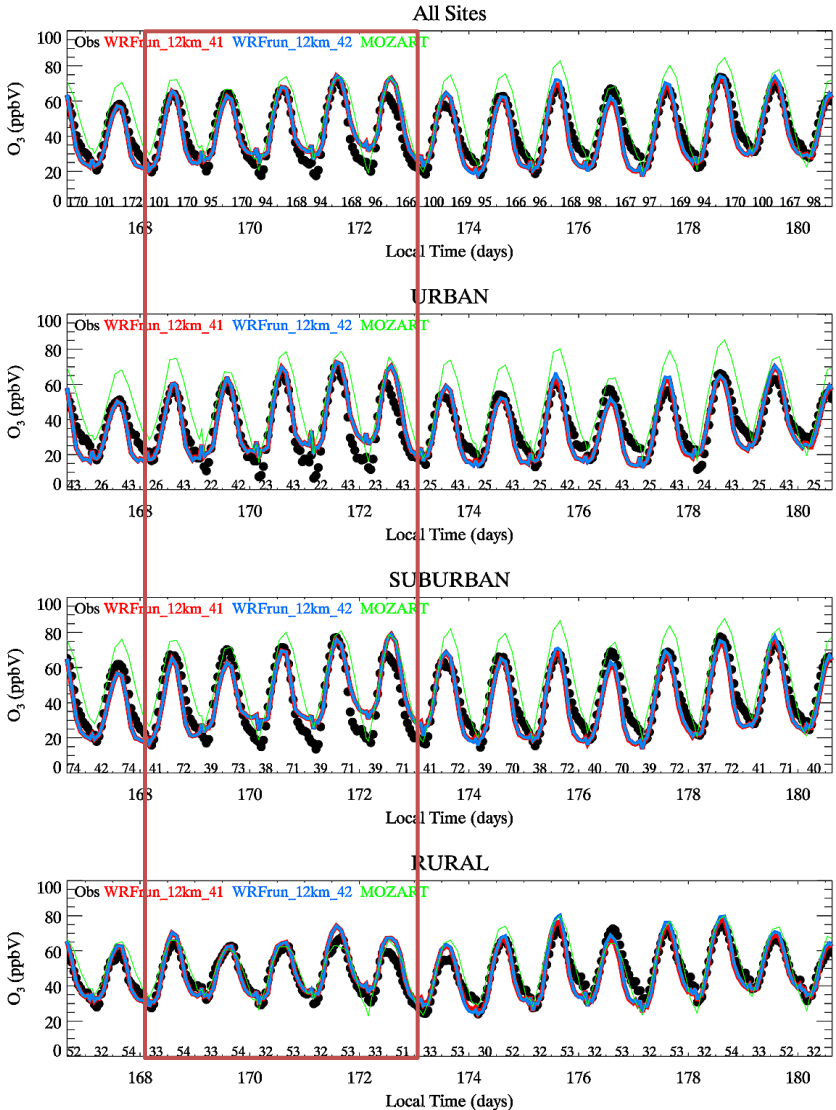 All Sites
100
80
60
40
20
0
O3 (ppbV)
Obs WRFrun_12km_41 WRFrun_12km_42 MOZART
170 101 172 101 170 95 170 94 168 94 168 96 166 100 169 95 166 96 168 98 167 97 169 94 170 100 167 98
168 170 172 174 176 178 180
Local Time (days)
URBAN
100
80
60
40
20
0
O3 (ppbV)
Obs WRFrun_12km_41 WRFrun_12km_42 MOZART
43 26 43 26 43 22 42 23 43 22 43 23 43 25 43 25 43 25 42 25 43 25 43 24 43 25 43 25
168 170 172 174 176 178 180
Local Time (days)
SUBURBAN
100
80
60
40
20
0
O3 (ppbV)
Obs WRFrun_12km_41 WRFrun_12km_42 MOZART
74 42 74 41 72 39 73 38 71 39 71 39 71 41 72 39 70 38 72 40 70 39 72 37 72 41 71 40
168 170 172 174 176 178 180
Local Time (days)
RURAL
100
80
60
40
20
0
O3 (ppbV)
Obs WRFrun_12km_41 WRFrun_12km_42 MOZART
52 32 54 33 54 33 54 32 53 32 53 33 51 33 53 30 52 32 53 32 53 32 53 32 54 33 52 32
168 170 172 174 176 178 180
Local Time (days)